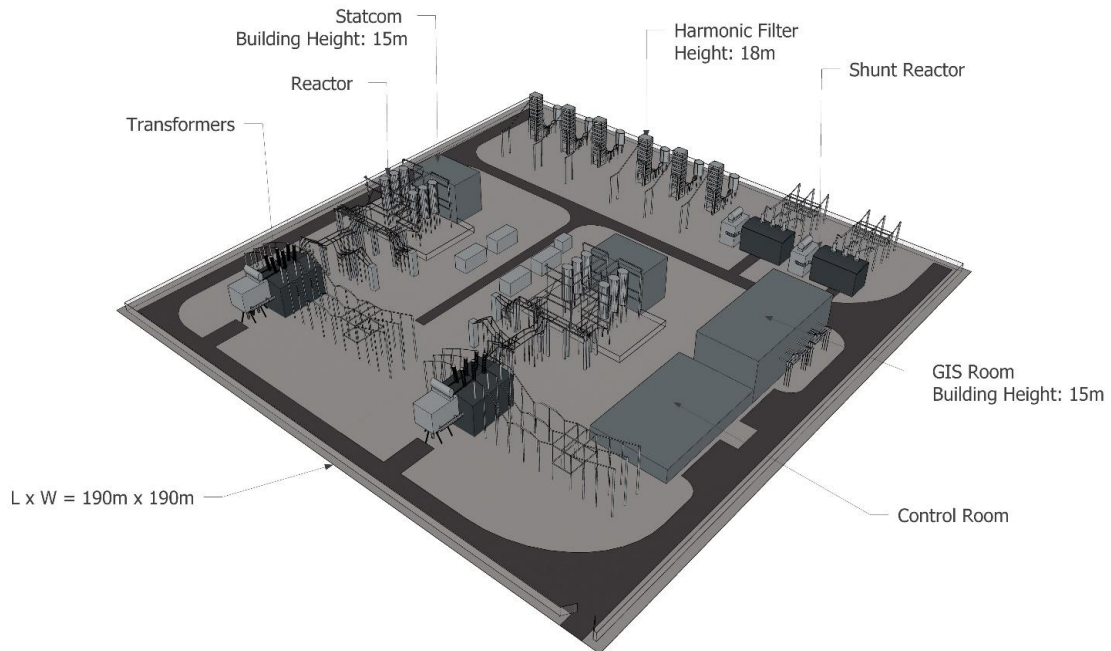 Statcom
Building Height: 15m
Harmonic Filter
Height: 18m
Shunt Reactor
Reactor
Transformers
GIS Room
Building Height: 15m
L x W = 190m x 190m
Control Room